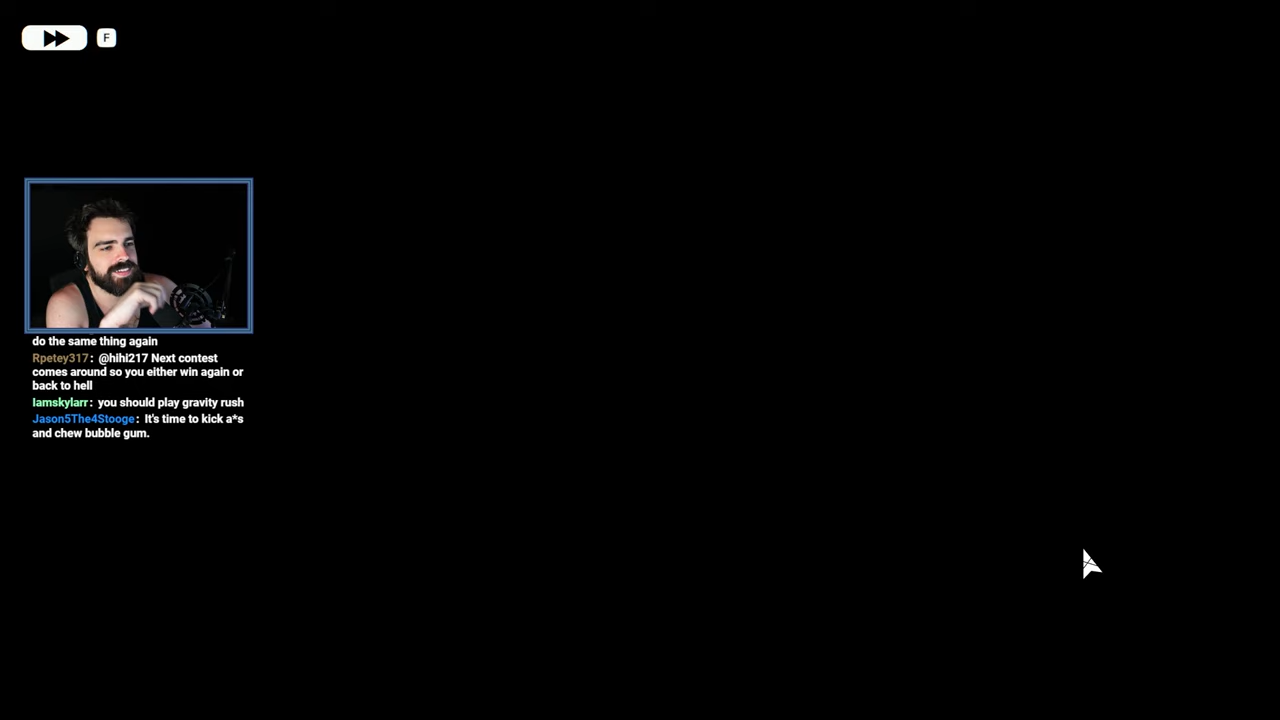 F
do the same thing again
Rpetey317: @hihi217 Next contest
comes around so you either win again or
back to hell
Iamskylarr: you should play gravity rush
Jason5The4Stooge: It's time to kick a*s
and chew bubble gum.